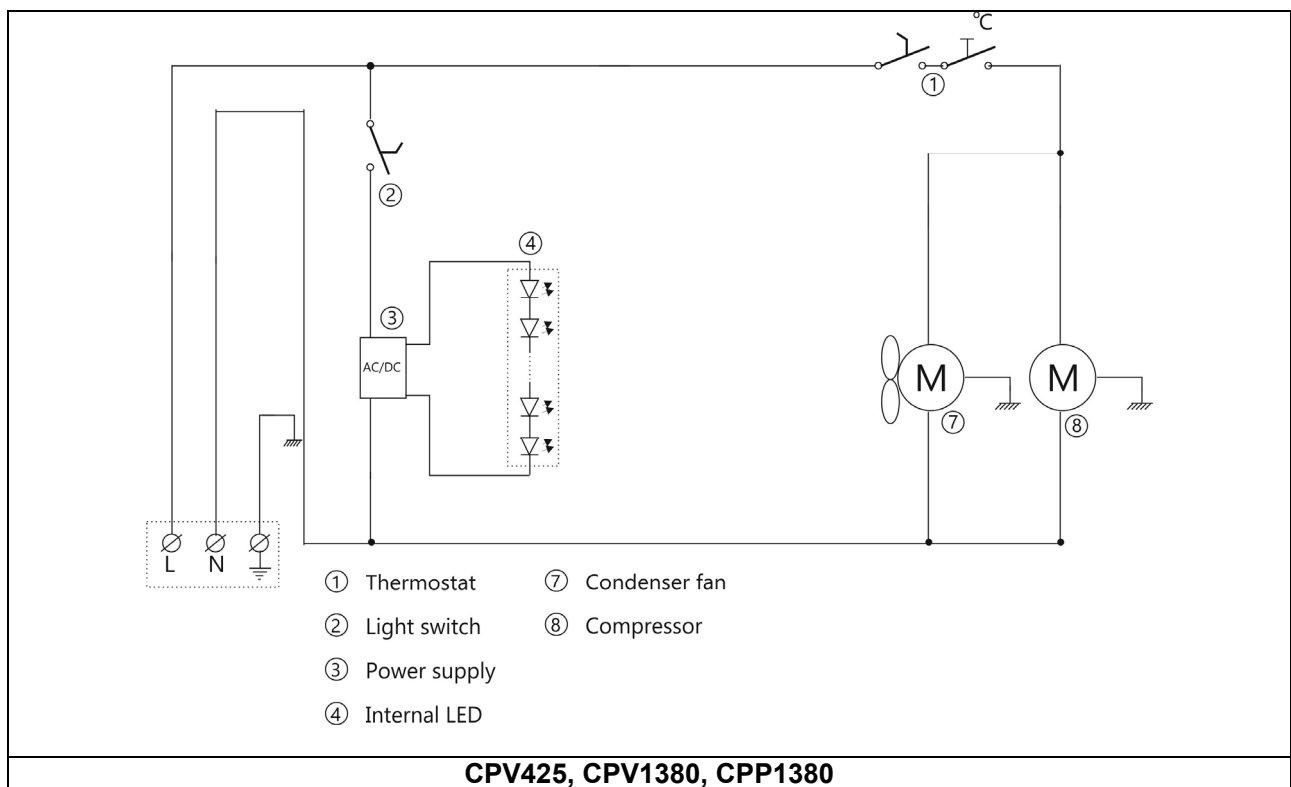 °C
①
②
④
③
AC/DC
M
M
⑦
⑧
L N
① Thermostat ⑦ Condenser fan
② Light switch ⑧ Compressor
③ Power supply
④ Internal LED
CPV425, CPV1380, CPP1380